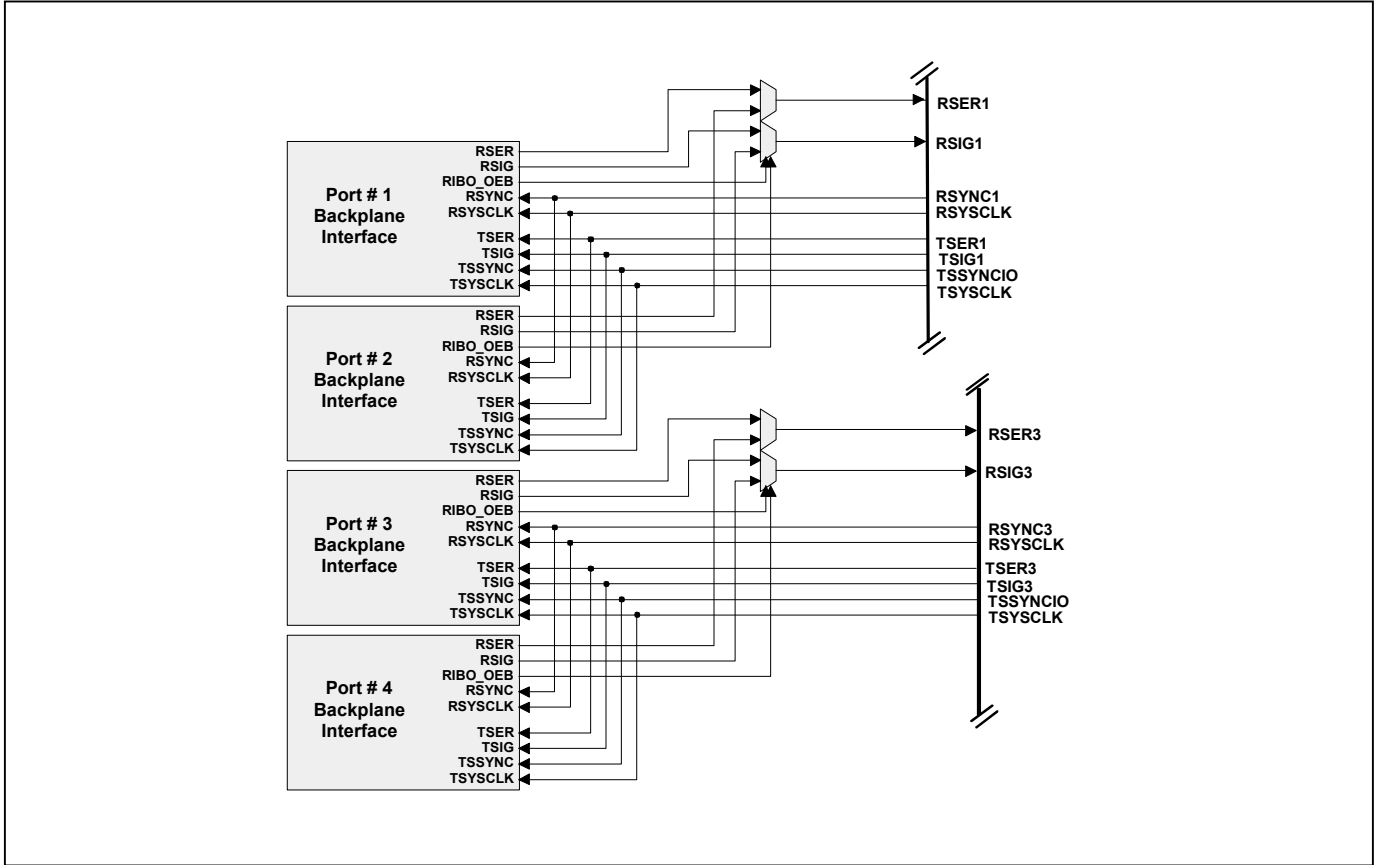 RSER1
RSIG1
RSER
RSIG
RIBO_OEB
RSYNC
RSYSCLK
TSER
TSIG
TSSYNC
TSYSCLK
Port # 1
Backplane
Interface
RSYNC1
RSYSCLK
TSER1
TSIG1
TSSYNCIO
TSYSCLK
RSER
RSIG
RIBO_OEB
RSYNC
RSYSCLK
TSER
TSIG
TSSYNC
TSYSCLK
Port # 2
Backplane
Interface
RSER3
RSIG3
RSER
RSIG
RIBO_OEB
RSYNC
RSYSCLK
TSER
TSIG
TSSYNC
TSYSCLK
Port # 3
Backplane
Interface
RSYNC3
RSYSCLK
TSER3
TSIG3
TSSYNCIO
TSYSCLK
RSER
RSIG
RIBO_OEB
RSYNC
RSYSCLK
TSER
TSIG
TSSYNC
TSYSCLK
Port # 4
Backplane
Interface